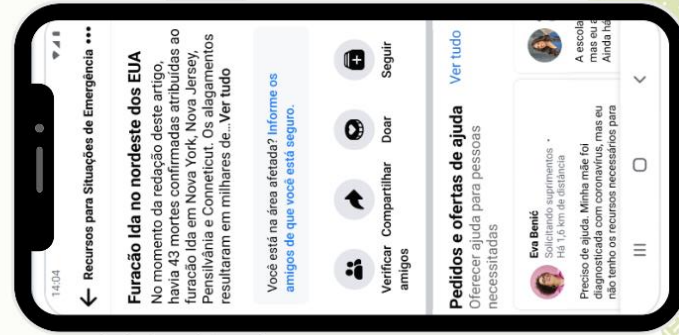 14:04
Recursos para Situações de Emergência
Furacão Ida no nordeste dos EUA
No momento da redação deste artigo,
havia 43 mortes confirmadas atribuídas ao
furacão Ida em Nova York, Nova Jersey,
Pensilvânia e Conneticut. Os alagamentos
resultaram em milhares de...Ver tudo
Você está na área afetada? Informe os
amigos de que você está seguro.
Verificar amigos
Compartilhar
Doar
Seguir
Pedidos e ofertas de ajuda
Ver tudo
Oferecer ajuda para pessoas
necessitadas
Eva Benić
Solicitando suprimentos ·
Há 1,6 km de distância
Preciso de ajuda. Minha mãe foi
diagnosticada com coronavírus, mas eu
não tenho os recursos necessários para
A escola
mas eu a
Ainda há